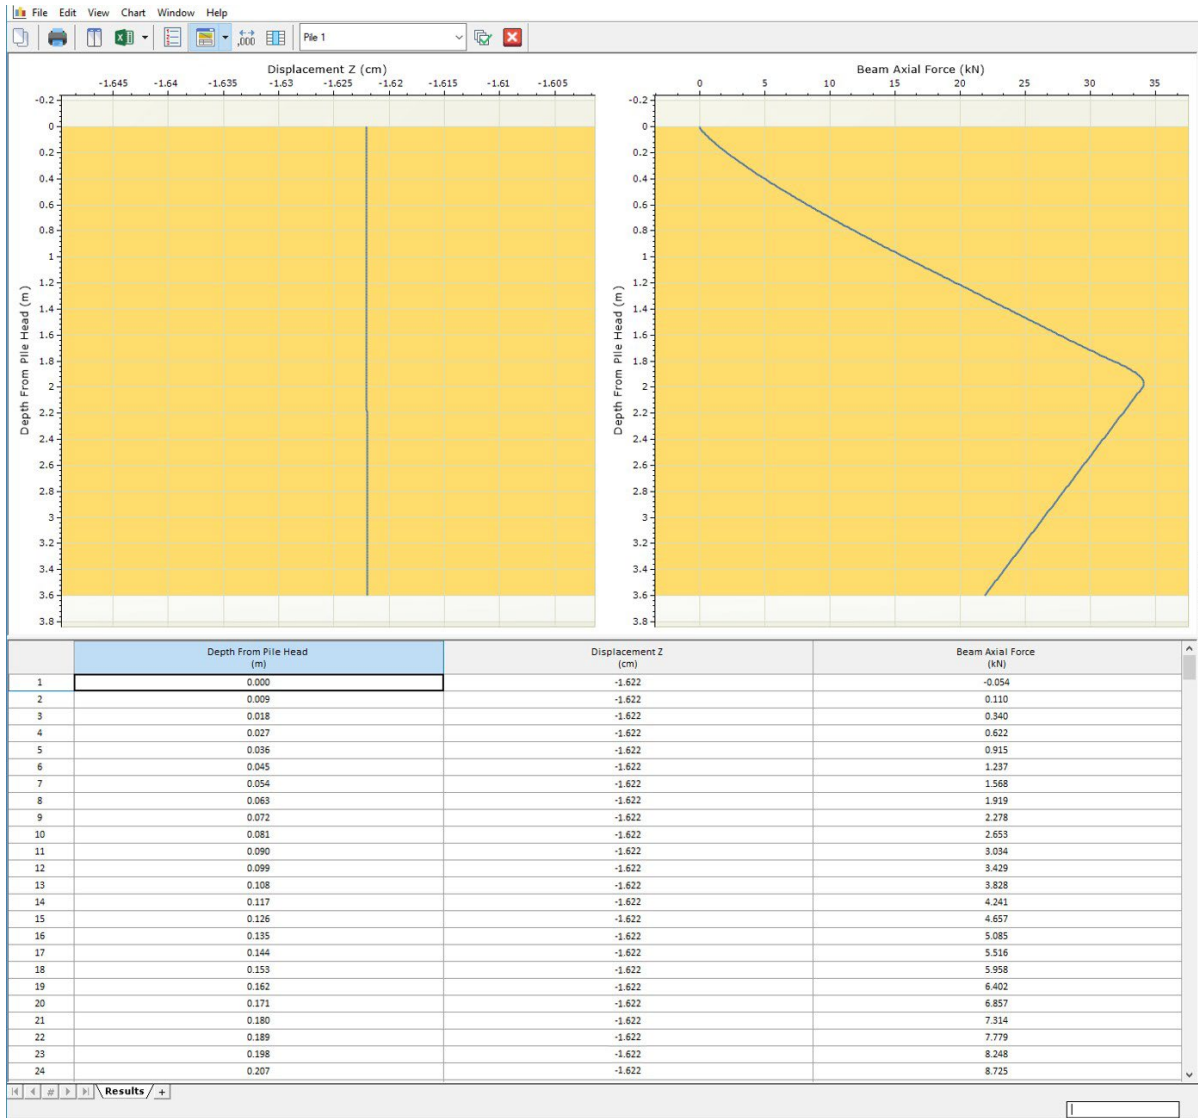 File Edit View Chart Window Help
,000 Pile 1
Displacement Z (cm)
-1.645 -1.64 -1.635 -1.63 -1.625 -1.62 -1.615 -1.61 -1.605
Depth From Pile Head (m)
-0.2
0
0.2
0.4
0.6
0.8
1
1.2
1.4
1.6
1.8
2
2.2
2.4
2.6
2.8
3
3.2
3.4
3.6
3.8
Beam Axial Force (kN)
0 5 10 15 20 25 30 35
Depth From Pile Head (m)
-0.2
0
0.2
0.4
0.6
0.8
1
1.2
1.4
1.6
1.8
2
2.2
2.4
2.6
2.8
3
3.2
3.4
3.6
3.8
Depth From Pile Head Displacement Z Beam Axial Force
(m) (cm) (kN)
1 0.000 -1.622 -0.054
2 0.009 -1.622 0.110
3 0.018 -1.622 0.340
4 0.027 -1.622 0.622
5 0.036 -1.622 0.915
6 0.045 -1.622 1.237
7 0.054 -1.622 1.568
8 0.063 -1.622 1.919
9 0.072 -1.622 2.278
10 0.081 -1.622 2.653
11 0.090 -1.622 3.034
12 0.099 -1.622 3.429
13 0.108 -1.622 3.828
14 0.117 -1.622 4.241
15 0.126 -1.622 4.657
16 0.135 -1.622 5.085
17 0.144 -1.622 5.516
18 0.153 -1.622 5.958
19 0.162 -1.622 6.402
20 0.171 -1.622 6.857
21 0.180 -1.622 7.314
22 0.189 -1.622 7.779
23 0.198 -1.622 8.248
24 0.207 -1.622 8.725
# Results +